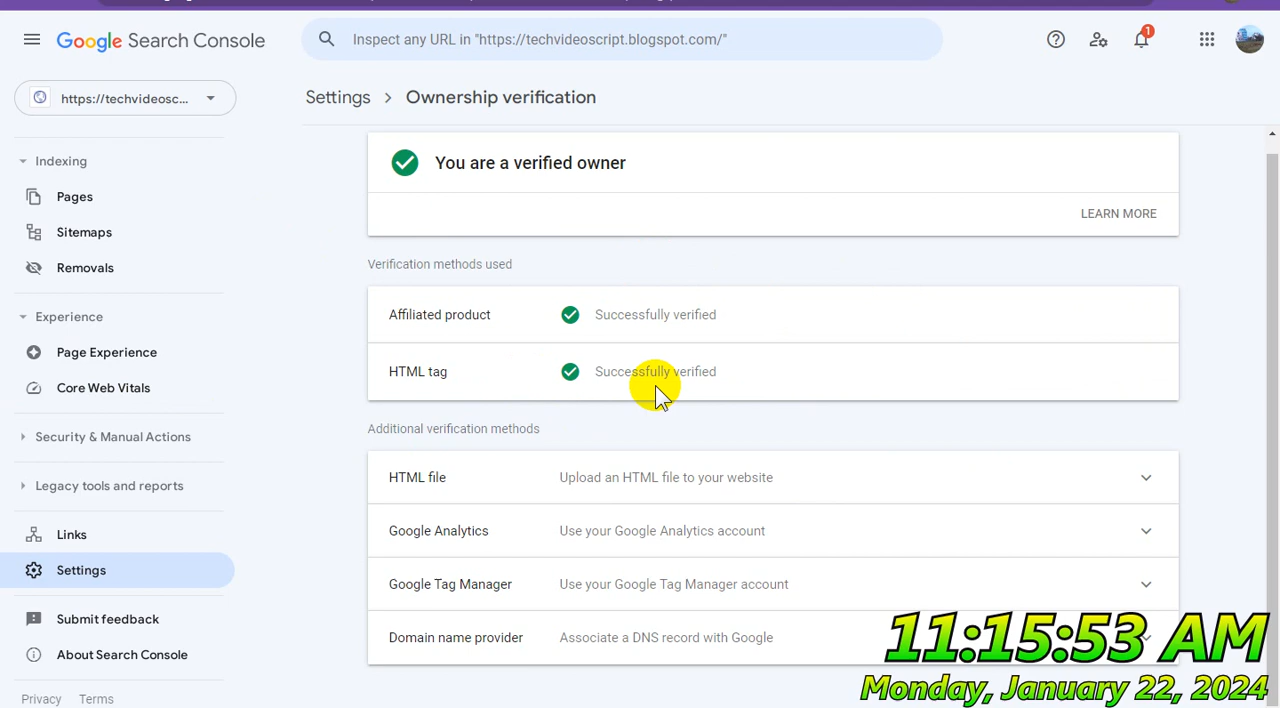 Google Search Console
Inspect any URL in "https://techvideoscript.blogspot.com/"
1
https://techvideosc...
Settings > Ownership verification
Indexing
Pages
Sitemaps
Removals
Experience
Page Experience
Core Web Vitals
Security & Manual Actions
Legacy tools and reports
Links
Settings
Submit feedback
About Search Console
Privacy Terms
You are a verified owner
LEARN MORE
Verification methods used
Affiliated product Successfully verified
HTML tag Successfully verified
Additional verification methods
HTML file Upload an HTML file to your website
Google Analytics Use your Google Analytics account
Google Tag Manager Use your Google Tag Manager account
Domain name provider Associate a DNS record with Google
11:15:53 AM
Monday, January 22, 2024